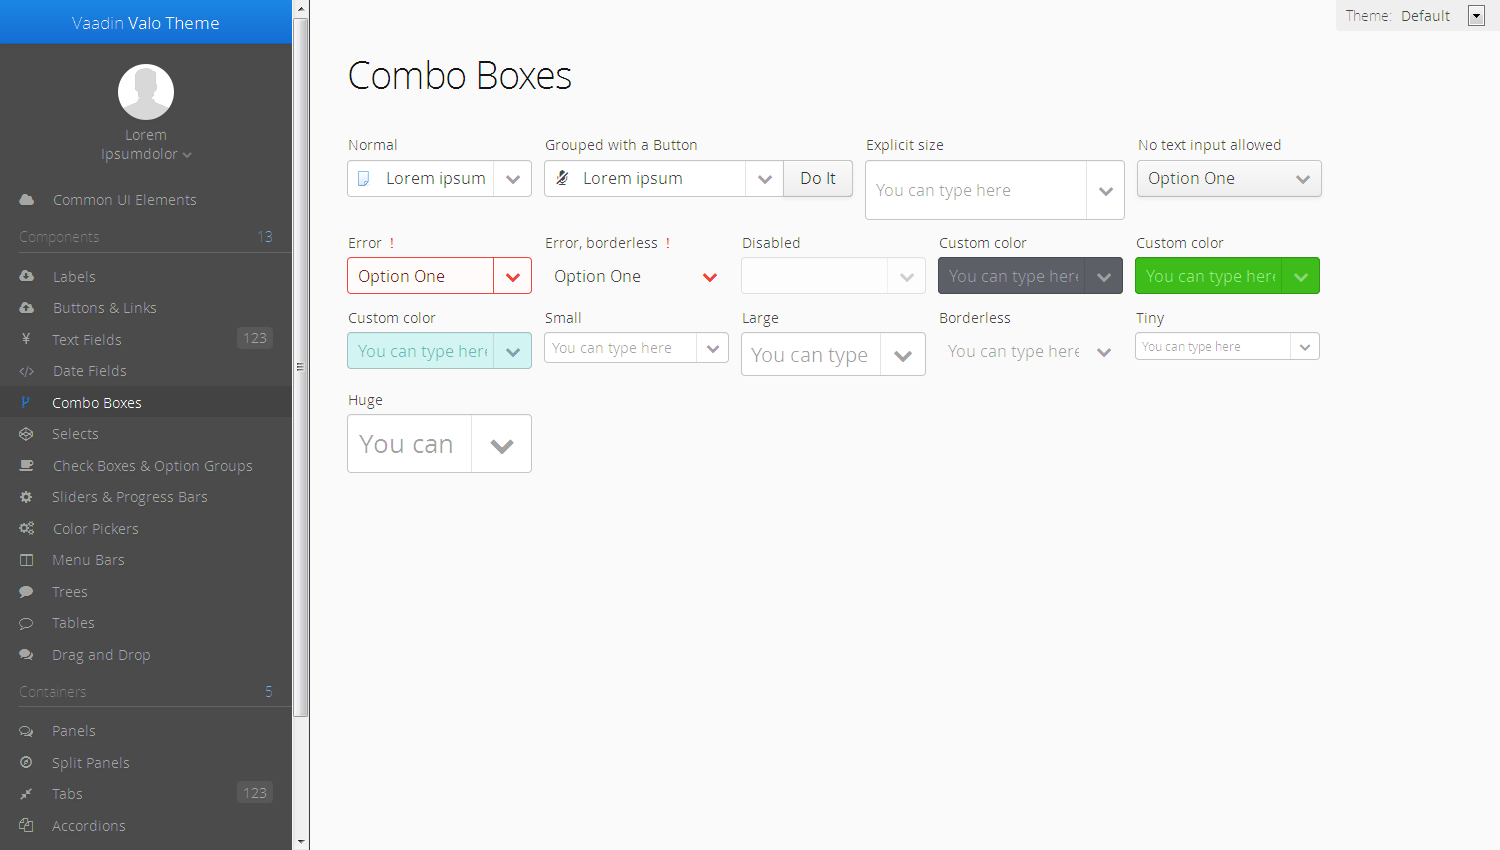 Vaadin Valo Theme
Lorem
Ipsumdolor
Common UI Elements
Components 13
Labels
Buttons & Links
Text Fields 123
Date Fields
Combo Boxes
Selects
Check Boxes & Option Groups
Sliders & Progress Bars
Color Pickers
Menu Bars
Trees
Tables
Drag and Drop
Containers 5
Panels
Split Panels
Tabs 123
Accordions
Theme: Default
Combo Boxes
Normal
Lorem ipsum
Grouped with a Button
Lorem ipsum Do It
Explicit size
You can type here
No text input allowed
Option One
Error !
Option One
Error, borderless !
Option One
Disabled
Custom color
You can type here
Custom color
You can type here
Custom color
You can type here
Small
You can type here
Large
You can type
Borderless
You can type here
Tiny
You can type here
Huge
You can